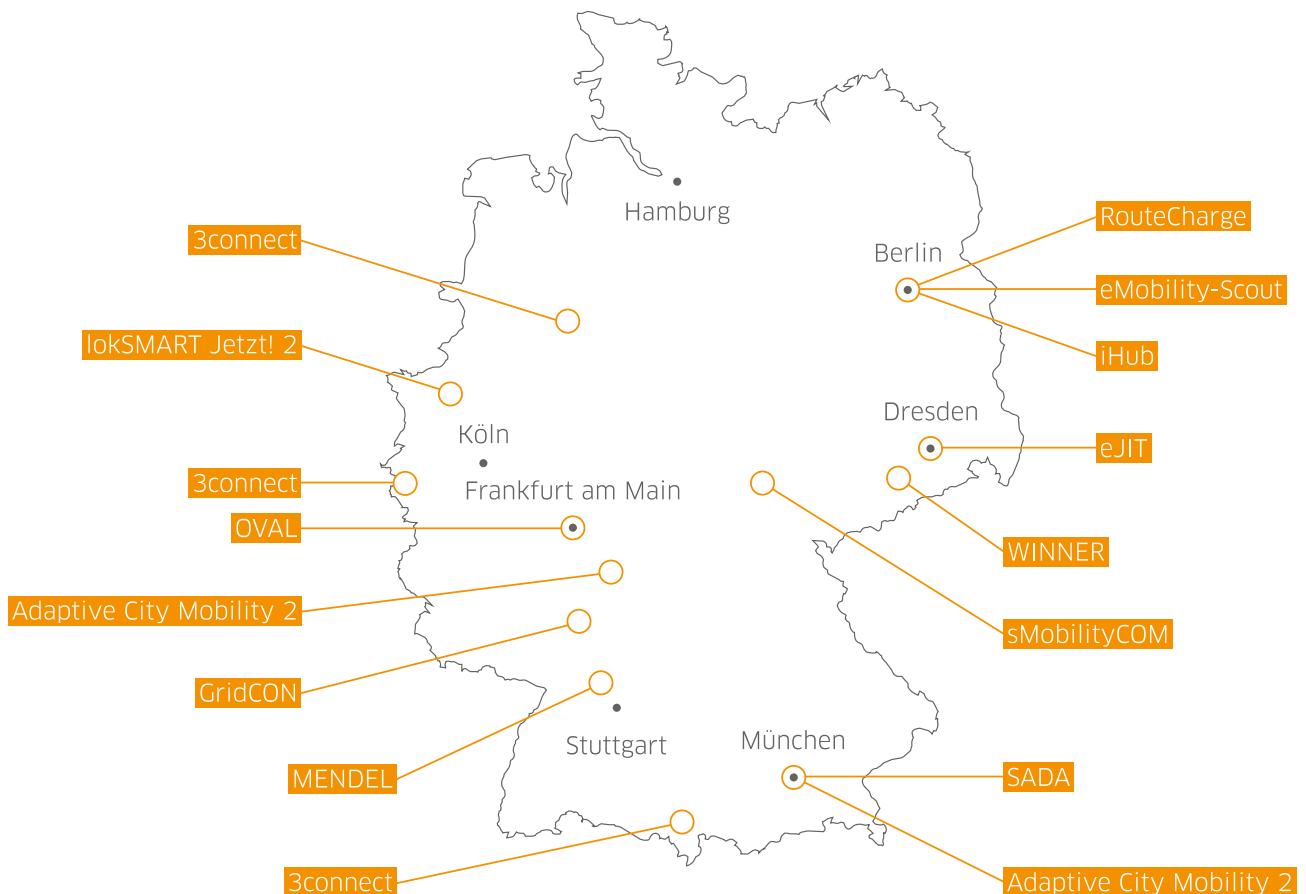 Hamburg
RouteCharge
3connect
Berlin
eMobility-Scout
lokSMART Jetzt! 2
iHub
Dresden
Köln
eJIT
3connect
Frankfurt am Main
OVAL
WINNER
Adaptive City Mobility 2
sMobilityCOM
GridCON
Stuttgart
München
MENDEL
SADA
3connect
Adaptive City Mobility 2